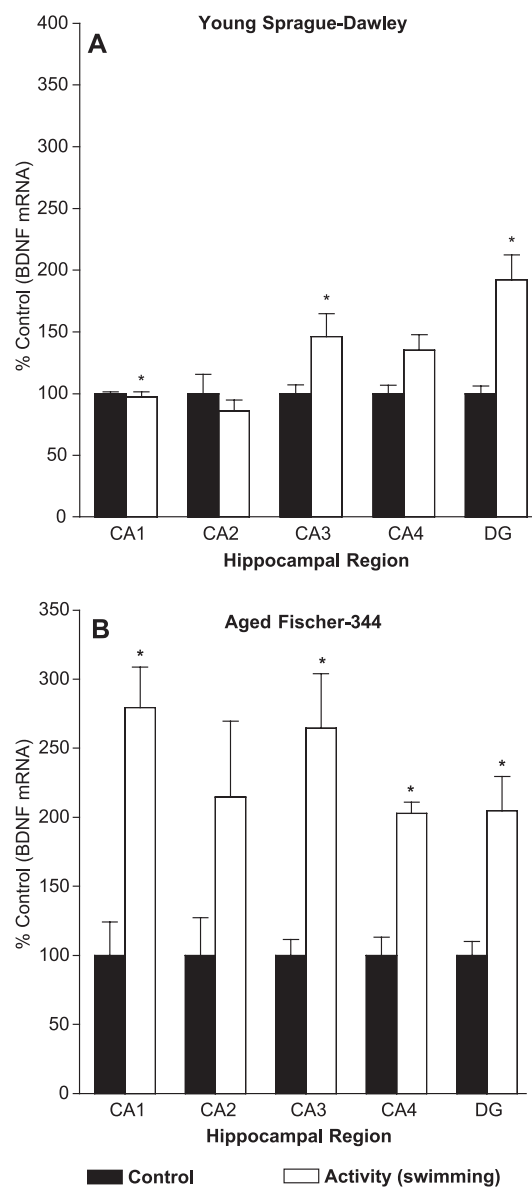 Young Sprague-Dawley
A
400
350
300
250
200
150
100
50
0
% Control (BDNF mRNA)
*
*
*
CA1 CA2 CA3 CA4 DG
Hippocampal Region
Aged Fischer-344
B
350
300
250
200
150
100
50
0
% Control (BDNF mRNA)
*
*
*
*
CA1 CA2 CA3 CA4 DG
Hippocampal Region
Control Activity (swimming)